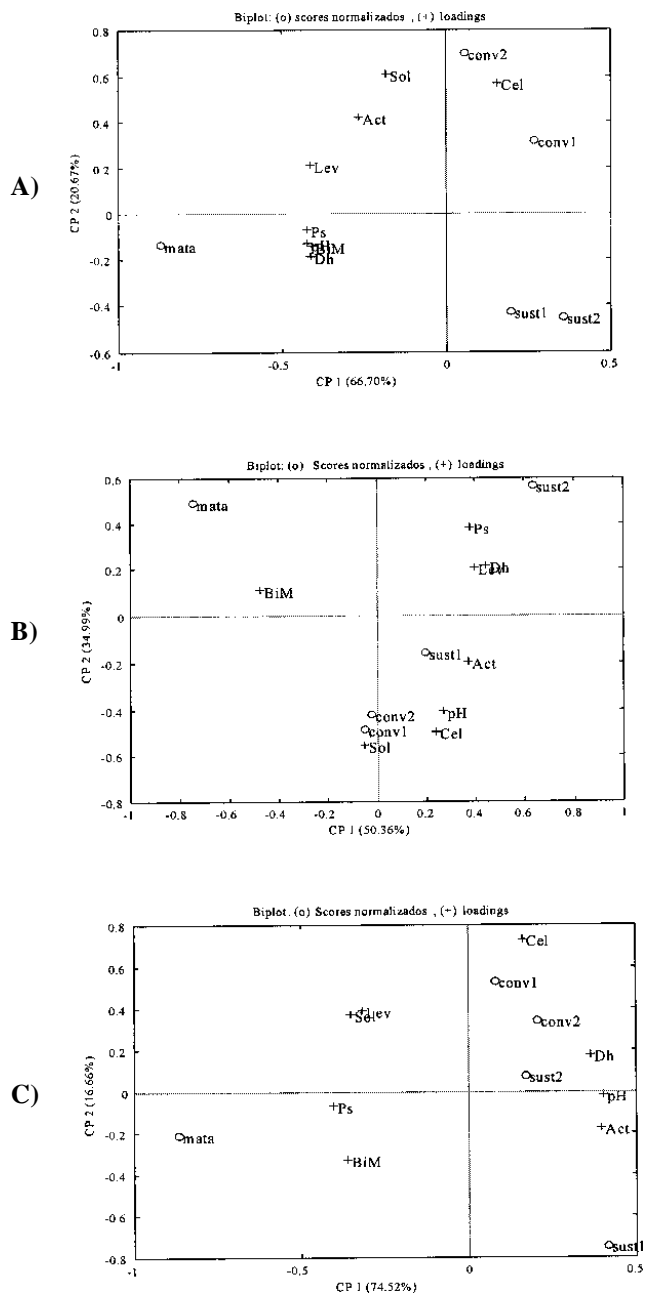 Biplot: (o) scores normalizados , (+) loadings
A)
CP 2 (20.67%)
0.8
0.6
0.4
0.2
0
-0.2
-0.4
-0.6
conv2
Sol
Cel
Act
conv1
Lev
Ps
BiM
Dh
mata
sust1
sust2
-1
-0.5
0
0.5
CP 1 (66.70%)
Biplot: (o) Scores normalizados , (+) loadings
B)
CP 2 (34.99%)
0.6
0.4
0.2
0
-0.2
-0.4
-0.6
-0.8
mata
sust2
Ps
Dh
BiM
sust1
Act
conv2
pH
conv1
Cel
Sol
-1
-0.8
-0.6
-0.4
-0.2
0
0.2
0.4
0.6
0.8
1
CP 1 (50.36%)
Biplot: (o) Scores normalizados , (+) loadings
C)
CP 2 (16.66%)
0.8
0.6
0.4
0.2
0
-0.2
-0.4
-0.6
-0.8
Cel
conv1
Sol
Lev
conv2
Dh
sust2
pH
Ps
Act
mata
BiM
sust1
-1
-0.5
0
0.5
CP 1 (74.52%)